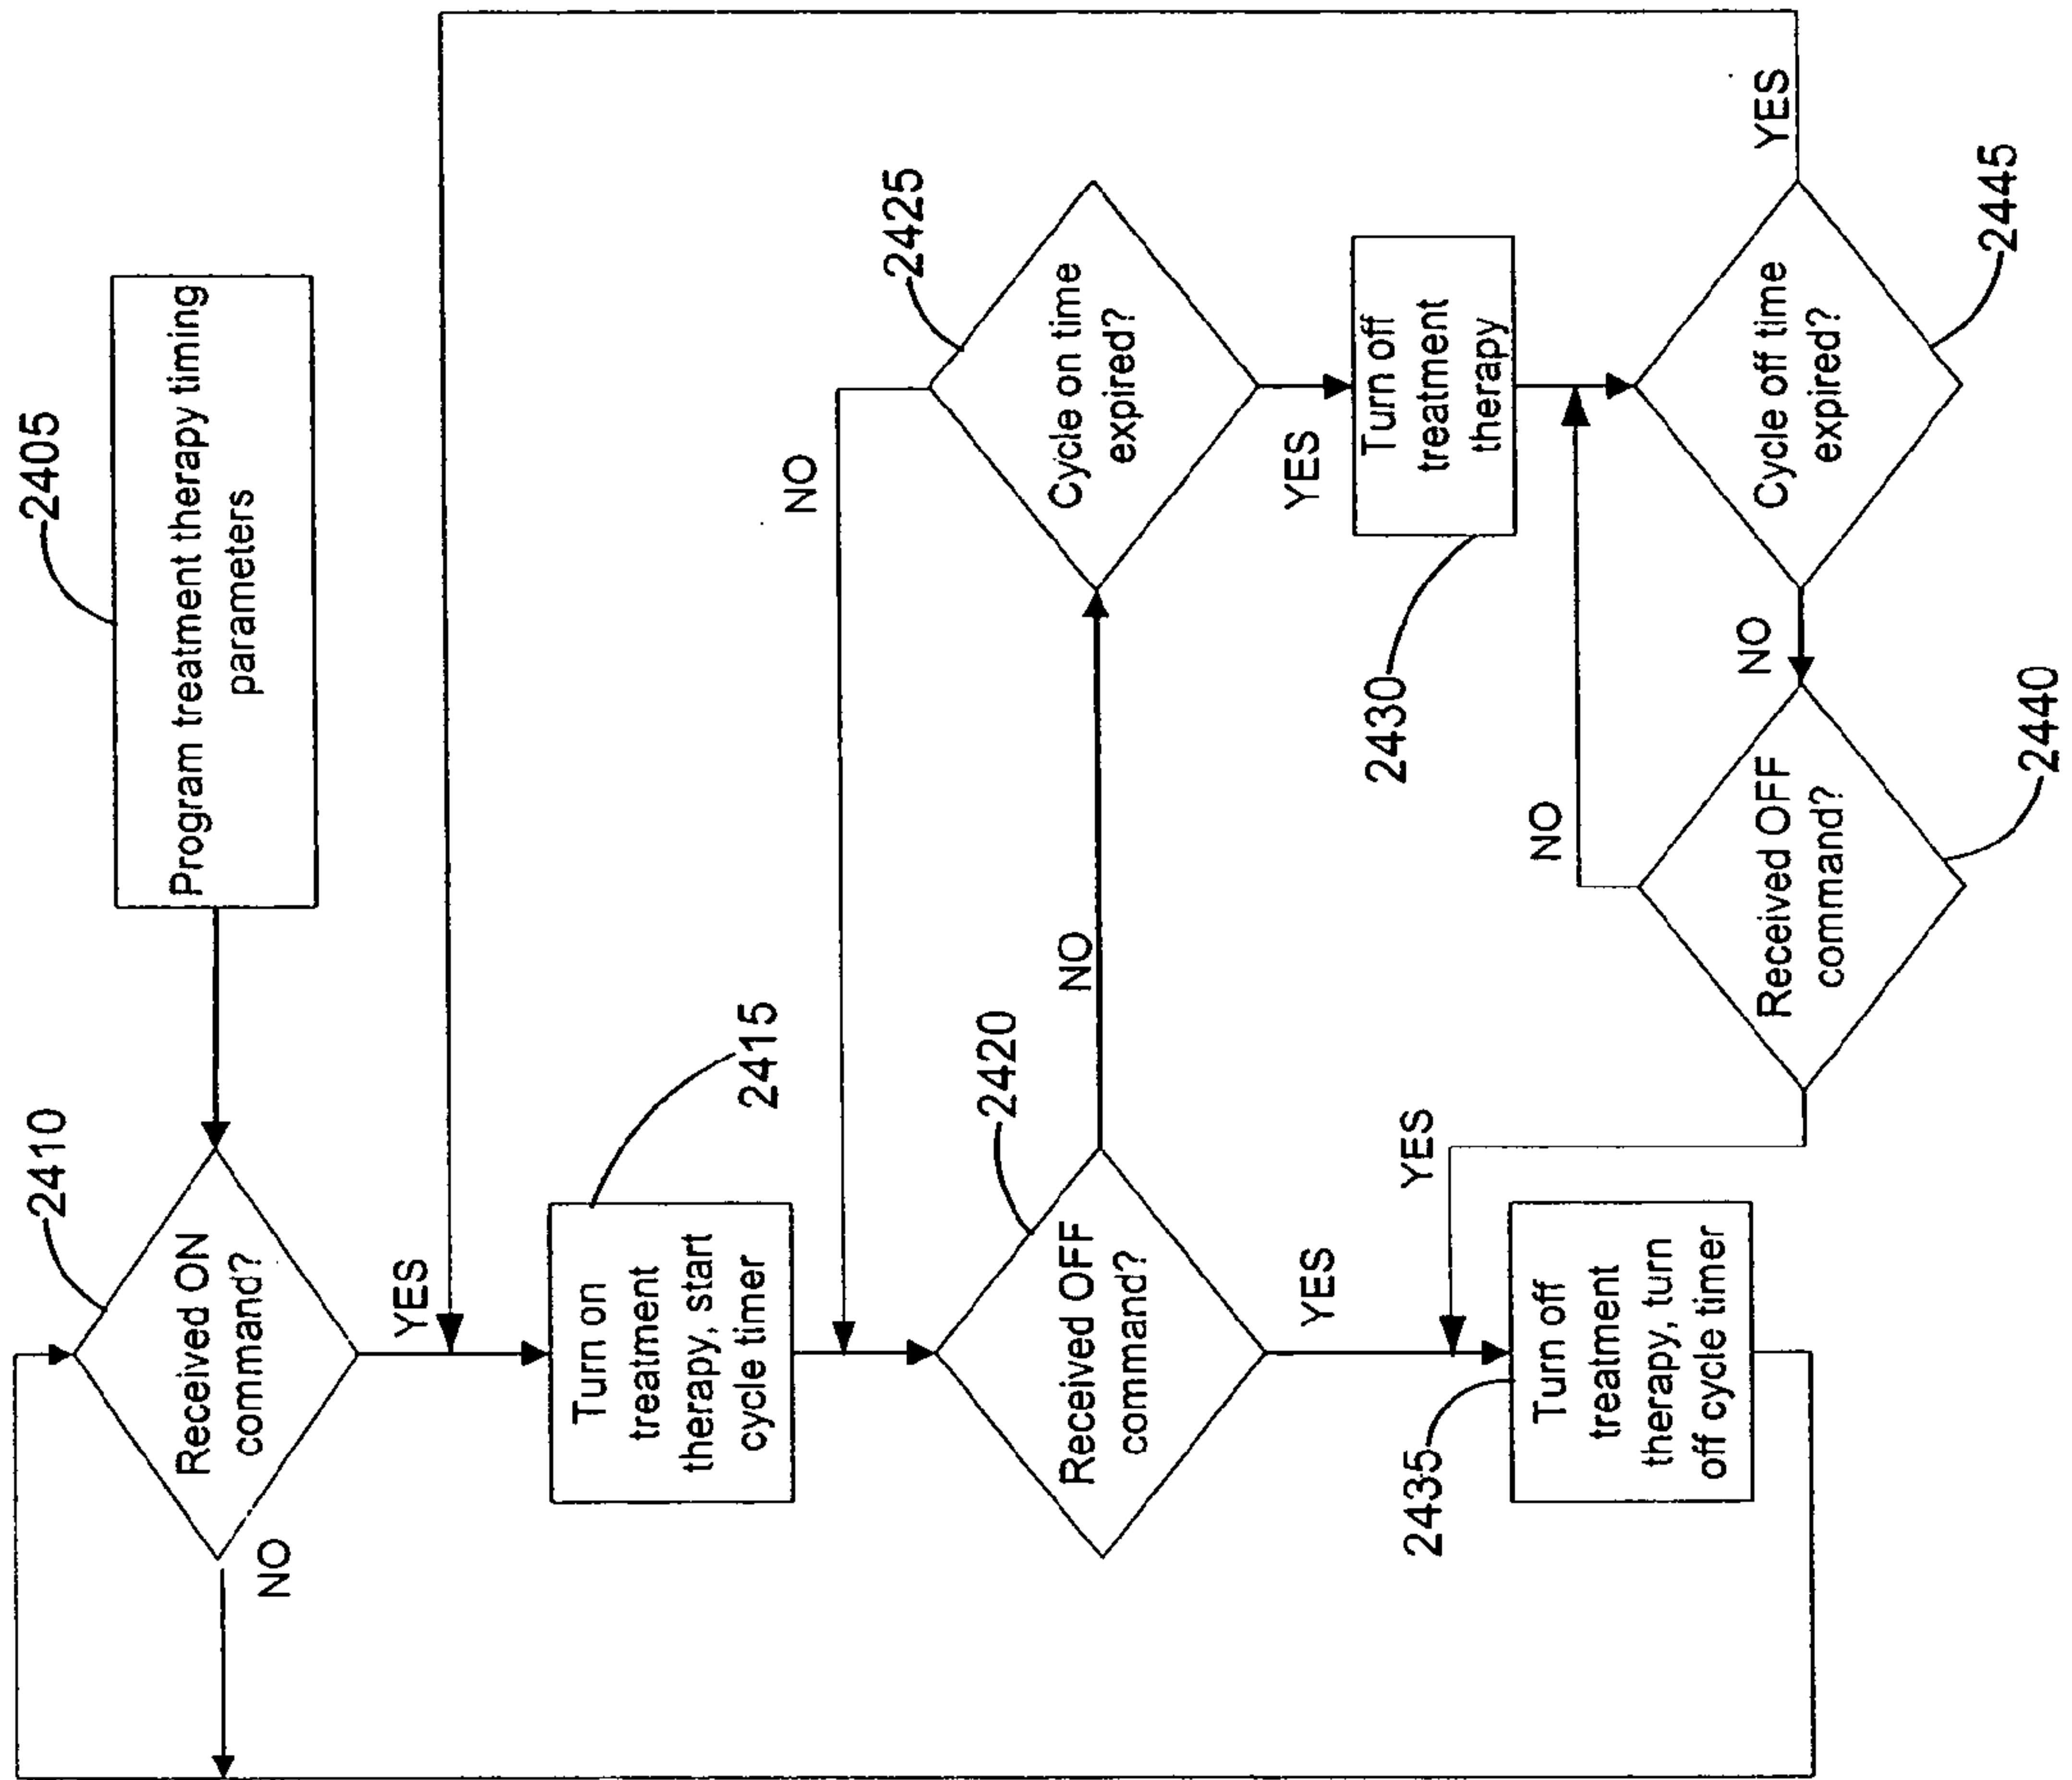 2405
Program treatment therapy timing
parameters
2410
Received ON
command?
NO
YES
2415
Turn on
treatment
therapy, start
cycle timer
2420
Received OFF
command?
NO
YES
2425
Cycle on time
expired?
NO
YES
2430
Turn off
treatment
therapy
2435
Turn off
treatment
therapy, turn
off cycle timer
2440
Received OFF
command?
NO
YES
2445
Cycle off time
expired?
NO
YES